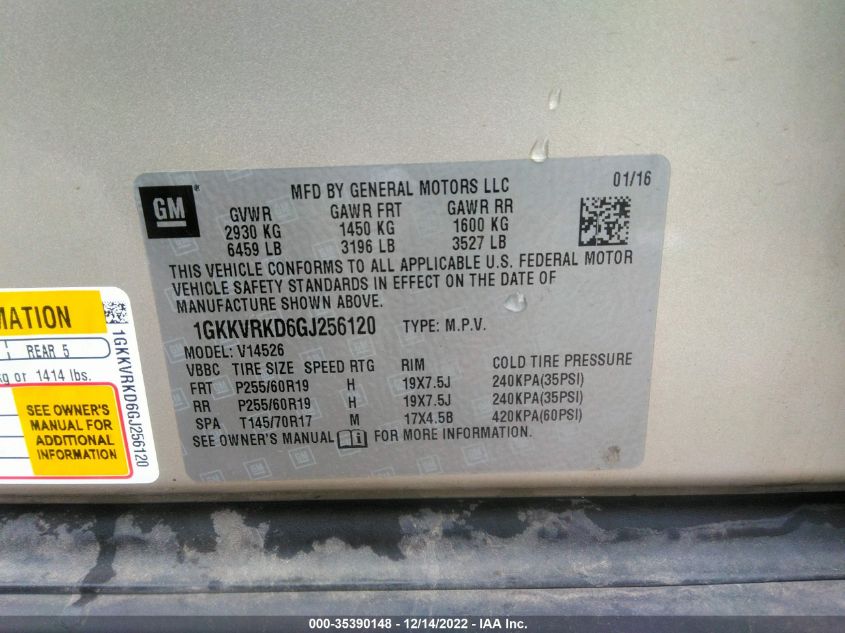 GM
MFD BY GENERAL MOTORS LLC 01/16
GVWR GAWR FRT GAWR RR
2930 KG 1450 KG 1600 KG
6459 LB 3196 LB 3527 LB
THIS VEHICLE CONFORMS TO ALL APPLICABLE U.S. FEDERAL MOTOR
VEHICLE SAFETY STANDARDS IN EFFECT ON THE DATE OF
MANUFACTURE SHOWN ABOVE.
1GKKVRKD6GJ256120 TYPE: M.P.V.
MODEL: V14526
VBBC TIRE SIZE SPEED RTG RIM COLD TIRE PRESSURE
FRT P255/60R19 H 19X7.5J 240KPA(35PSI)
RR P255/60R19 H 19X7.5J 240KPA(35PSI)
SPA T145/70R17 M 17X4.5B 420KPA(60PSI)
SEE OWNER'S MANUAL FOR MORE INFORMATION.
MATION
REAR 5
kg or 1414 lbs.
SEE OWNER'S
MANUAL FOR
ADDITIONAL
INFORMATION
1GKKVRKD6GJ256120
000-35390148 - 12/14/2022 - IAA Inc.